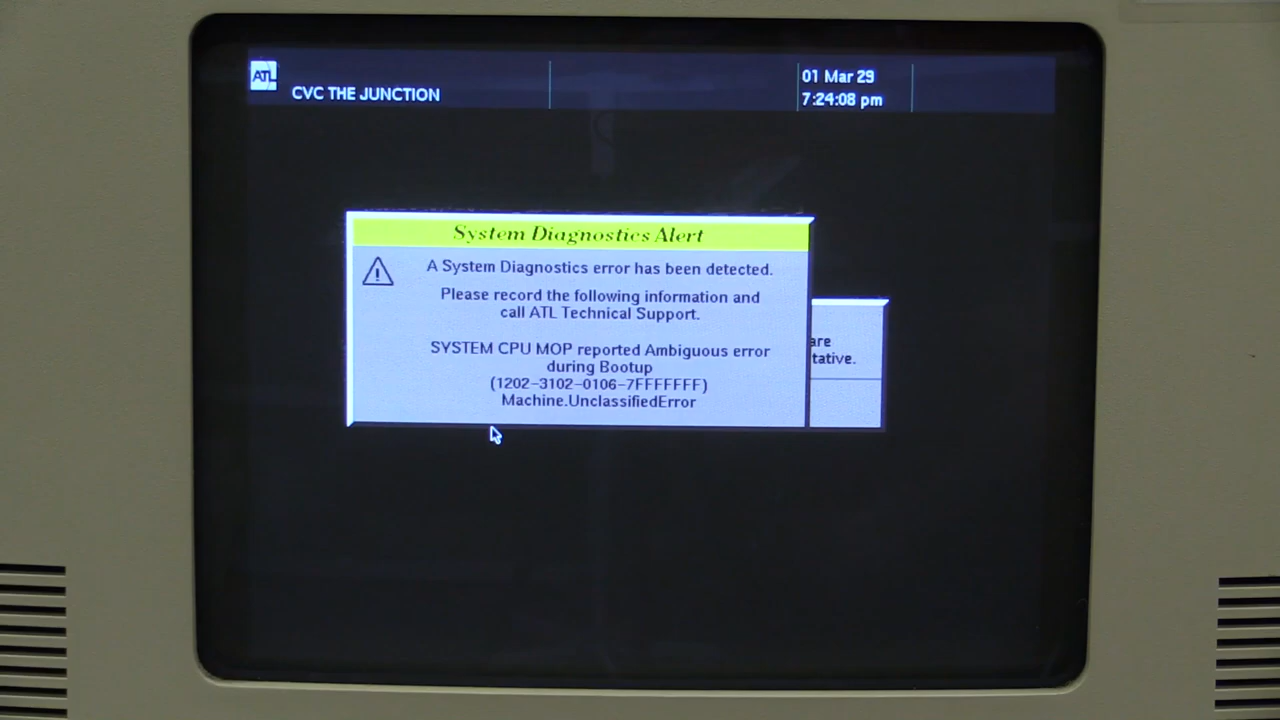 ATL
CVC THE JUNCTION
01 Mar 29
7:24:08 pm
System Diagnostics Alert
A System Diagnostics error has been detected.
Please record the following information and
call ATL Technical Support.
SYSTEM CPU MOP reported Ambiguous error
during Bootup
(1202-3102-0106-7FFFFFFF)
Machine.UnclassifiedError
are
tative.